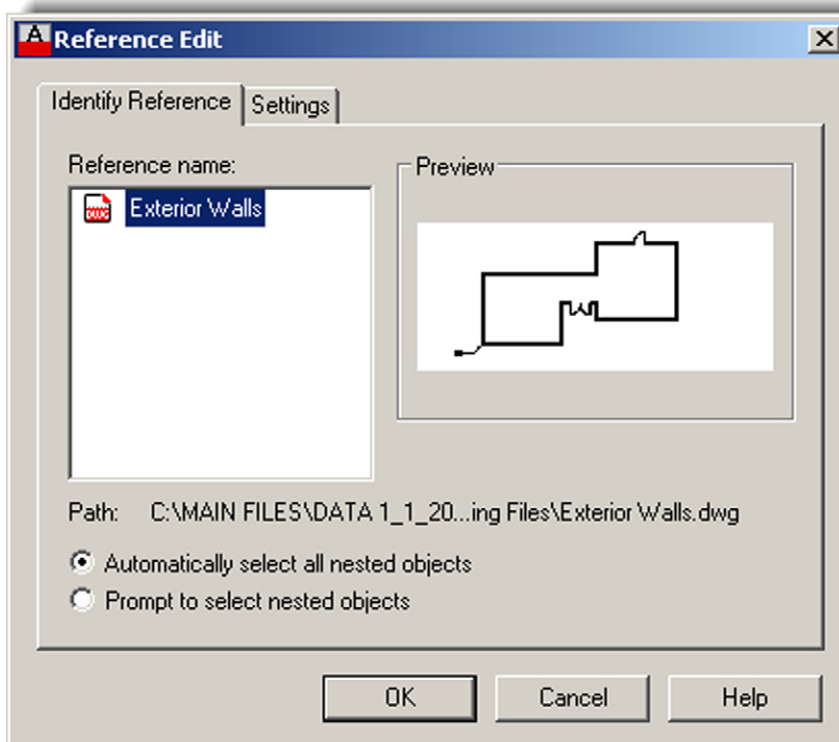 Reference Edit
Identify Reference
Settings
Reference name:
Exterior Walls
Preview
Path: C:\MAIN FILES\DATA 1_1_20...ing Files\Exterior Walls.dwg
Automatically select all nested objects
Prompt to select nested objects
OK
Cancel
Help